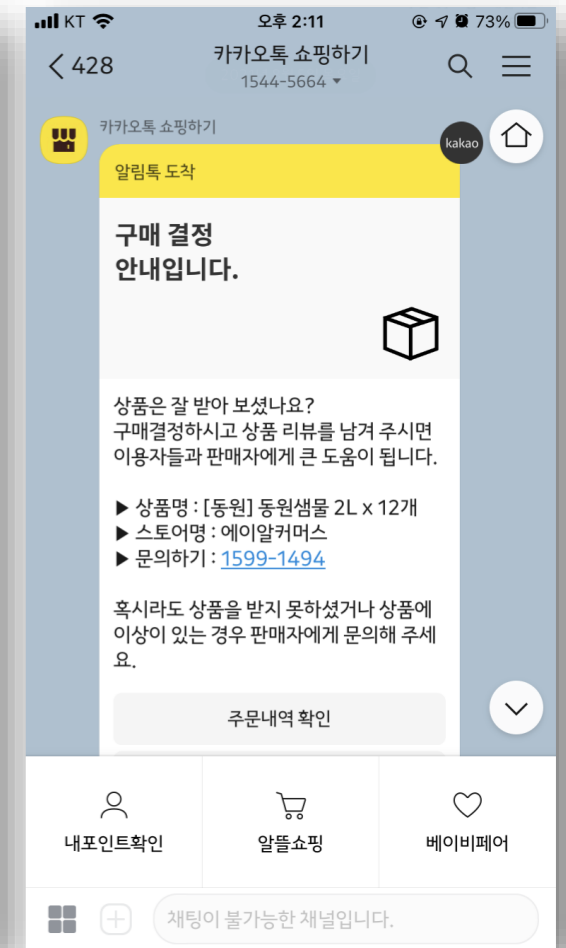 KT 오후 2:11 73%
428 카카오톡 쇼핑하기
1544-5664
카카오톡 쇼핑하기
kakao
알림톡 도착
구매 결정
안내입니다.
상품은 잘 받아 보셨나요?
구매결정하시고 상품 리뷰를 남겨 주시면
이용자들과 판매자에게 큰 도움이 됩니다.
▶ 상품명 : [동원] 동원샘물 2L x 12개
▶ 스토어명 : 에이알커머스
▶ 문의하기 : 1599-1494
혹시라도 상품을 받지 못하셨거나 상품에
이상이 있는 경우 판매자에게 문의해 주세
요.
주문내역 확인
내포인트확인 알뜰쇼핑 베이비페어
채팅이 불가능한 채널입니다.